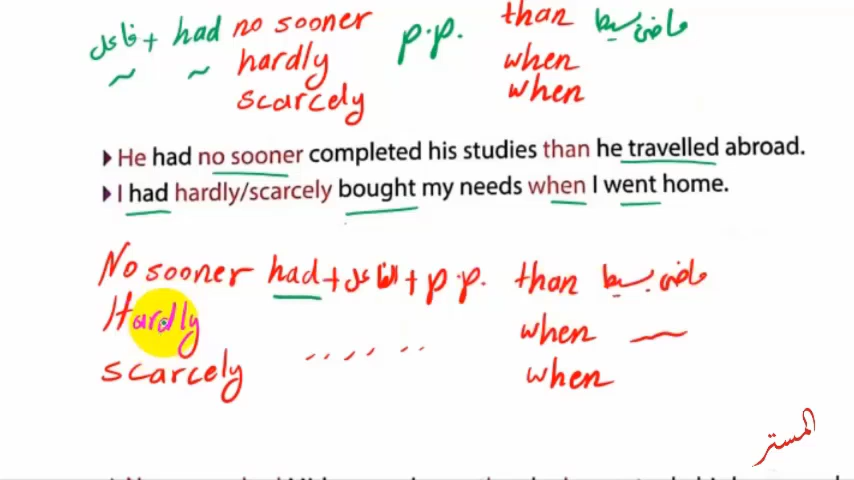 فاعل + had no sooner p.p. than ماضى بسيط
~ ~ hardly when
scarcely when
He had no sooner completed his studies than he travelled abroad.
I had hardly/scarcely bought my needs when I went home.
No sooner had + الفاعل + p.p. than ماضى بسيط
Hardly when
scarcely when
المستر